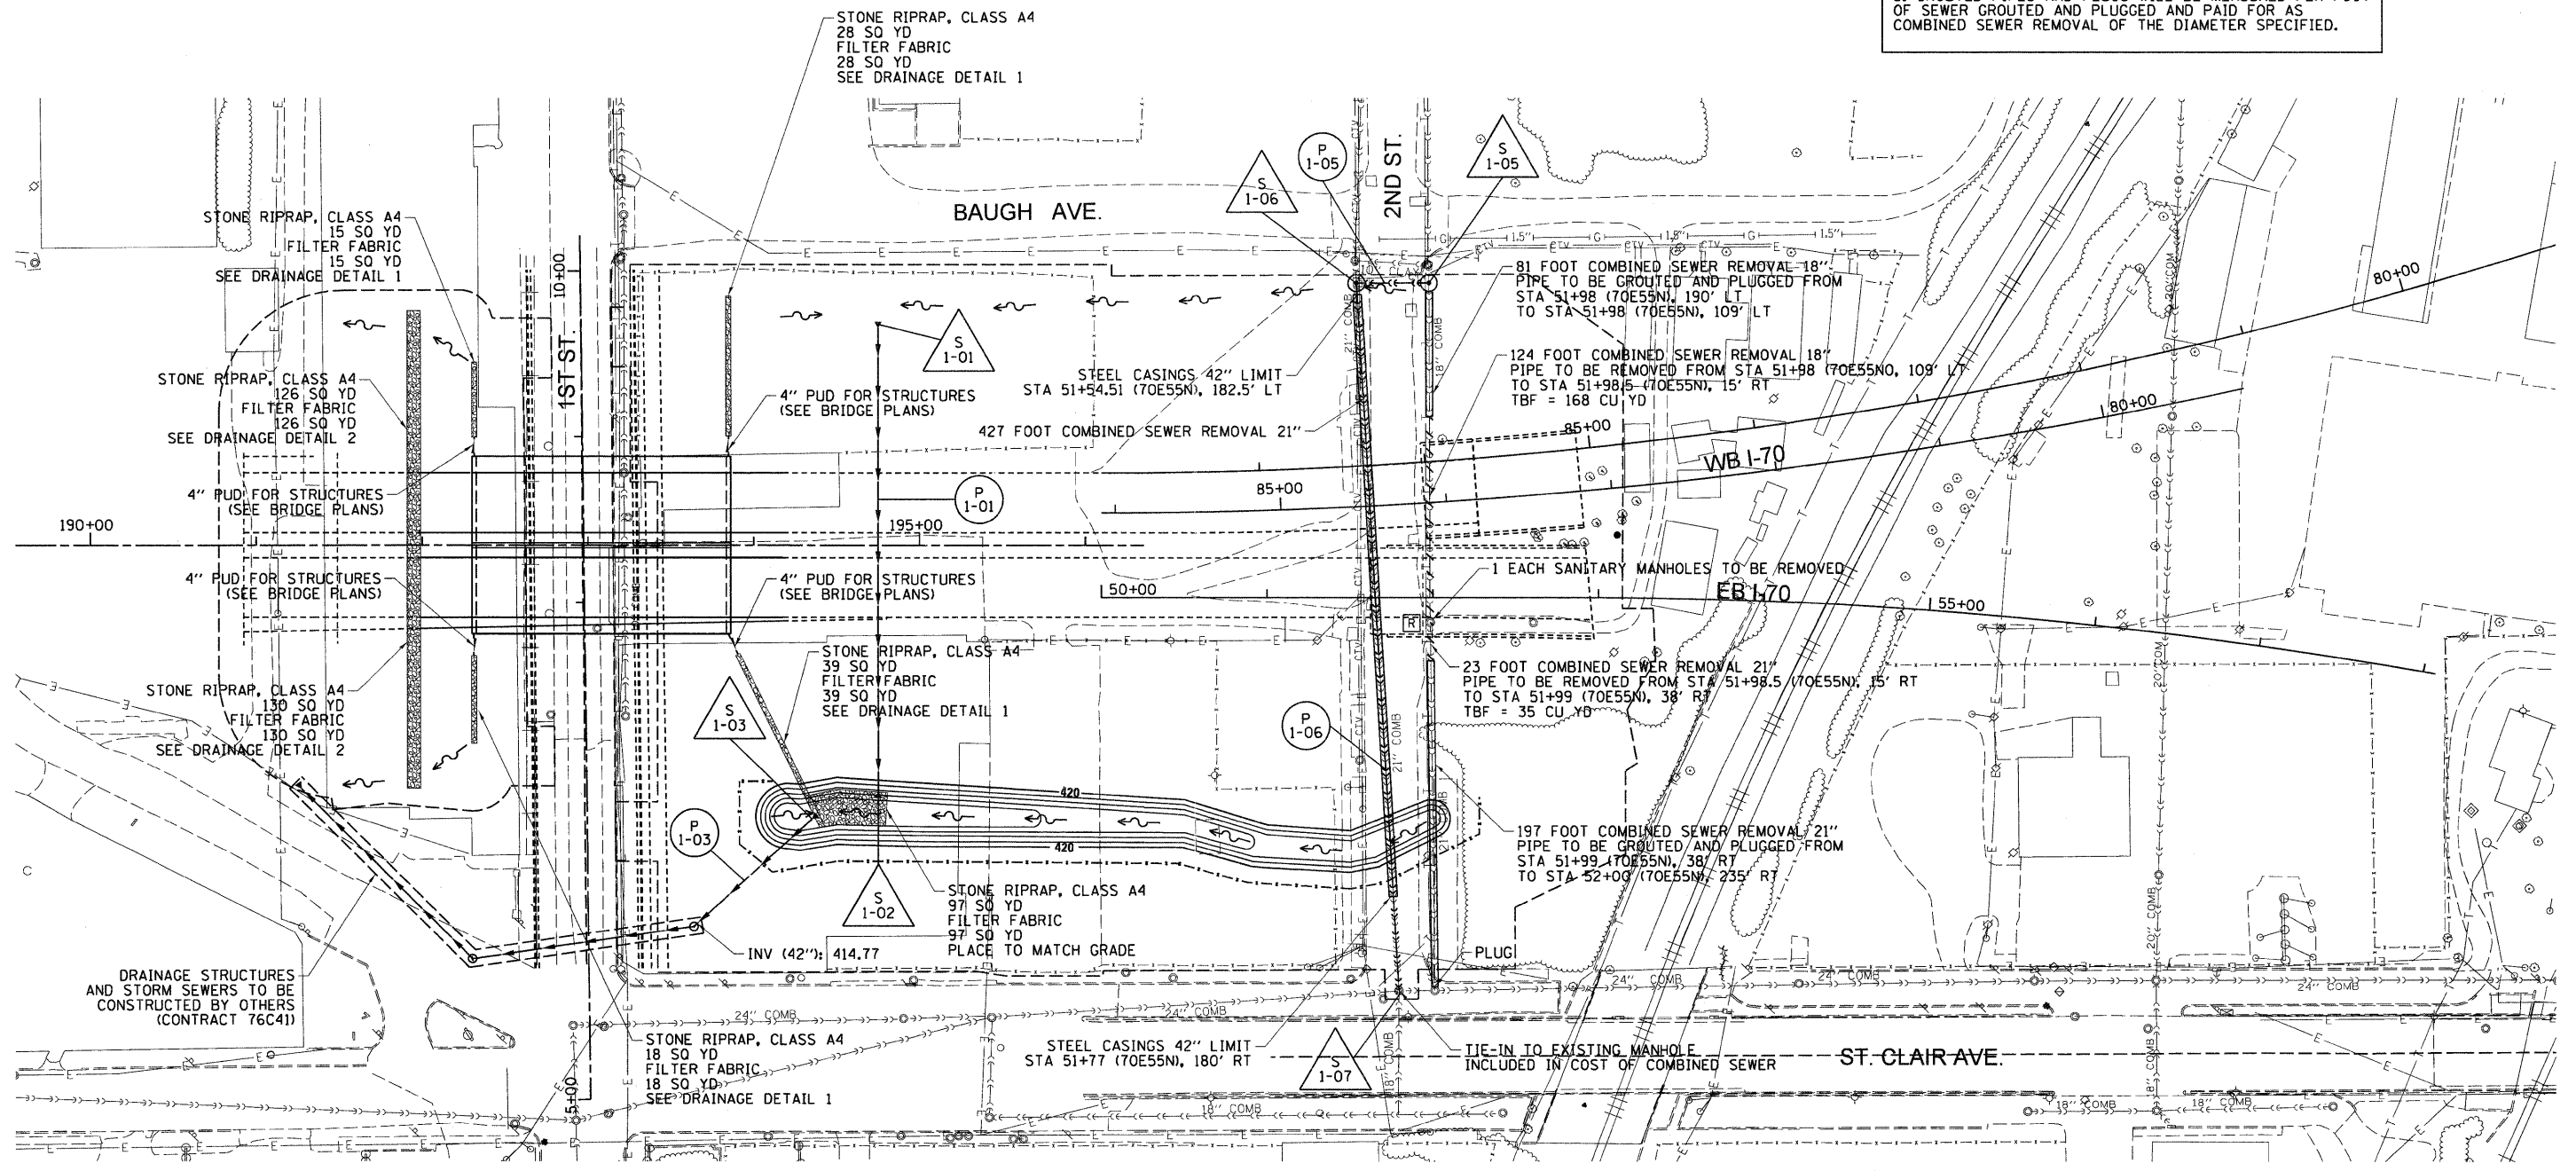 OF SEWER GROUTED AND PLUGGED AND PAID FOR AS
COMBINED SEWER REMOVAL OF THE DIAMETER SPECIFIED.
STONE RIPRAP, CLASS A4
28 SQ YD
FILTER FABRIC
28 SQ YD
SEE DRAINAGE DETAIL 1
BAUGH AVE.
2ND ST.
1ST ST.
S
1-06
P
1-05
S
1-05
STONE RIPRAP, CLASS A4
15 SQ YD
FILTER FABRIC
15 SQ YD
SEE DRAINAGE DETAIL 1
10+00
S
1-01
81 FOOT COMBINED SEWER REMOVAL 18"
PIPE TO BE GROUTED AND PLUGGED FROM
STA 51+98 (70E55N), 190' LT
TO STA 51+98 (70E55N), 109' LT
80+00
STONE RIPRAP, CLASS A4
126 SQ YD
FILTER FABRIC
126 SQ YD
SEE DRAINAGE DETAIL 2
STEEL CASINGS 42" LIMIT
STA 51+54.51 (70E55N), 182.5' LT
124 FOOT COMBINED SEWER REMOVAL 18"
PIPE TO BE REMOVED FROM STA 51+98 (70E55NO, 109' LT
TO STA 51+98.5 (70E55N), 15' RT
TBF = 168 CU YD
4" PUD FOR STRUCTURES
(SEE BRIDGE PLANS)
427 FOOT COMBINED SEWER REMOVAL 21"
80+00
85+00
WB I-70
85+00
4" PUD FOR STRUCTURES
(SEE BRIDGE PLANS)
P
1-01
190+00
195+00
4" PUD FOR STRUCTURES
(SEE BRIDGE PLANS)
4" PUD FOR STRUCTURES
(SEE BRIDGE PLANS)
50+00
1 EACH SANITARY MANHOLES TO BE REMOVED
EB I-70
55+00
R
STONE RIPRAP, CLASS A4
39 SQ YD
FILTER FABRIC
39 SQ YD
SEE DRAINAGE DETAIL 1
23 FOOT COMBINED SEWER REMOVAL 21"
PIPE TO BE REMOVED FROM STA 51+98.5 (70E55N), 15' RT
TO STA 51+99 (70E55N), 38' RT
TBF = 35 CU YD
STONE RIPRAP, CLASS A4
130 SQ YD
FILTER FABRIC
130 SQ YD
SEE DRAINAGE DETAIL 2
S
1-03
P
1-06
21" COMB
420
P
1-03
420
197 FOOT COMBINED SEWER REMOVAL 21"
PIPE TO BE GROUTED AND PLUGGED FROM
STA 51+99 (70E55N), 38' RT
TO STA 52+00 (70E55N), 235' RT
S
1-02
STONE RIPRAP, CLASS A4
97 SQ YD
FILTER FABRIC
97 SQ YD
PLACE TO MATCH GRADE
INV (42"): 414.77
PLUG
DRAINAGE STRUCTURES
AND STORM SEWERS TO BE
CONSTRUCTED BY OTHERS
(CONTRACT 76C41)
24" COMB
24" COMB
24" COMB
24" COMB
24" COMB
STONE RIPRAP, CLASS A4
18 SQ YD
FILTER FABRIC
18 SQ YD
SEE DRAINAGE DETAIL 1
5+00
STEEL CASINGS 42" LIMIT
STA 51+77 (70E55N), 180' RT
S
1-07
TIE-IN TO EXISTING MANHOLE
INCLUDED IN COST OF COMBINED SEWER
ST. CLAIR AVE.
18" COMB
18" COMB
18" COMB
18" COMB
18" COMB
20" COMB